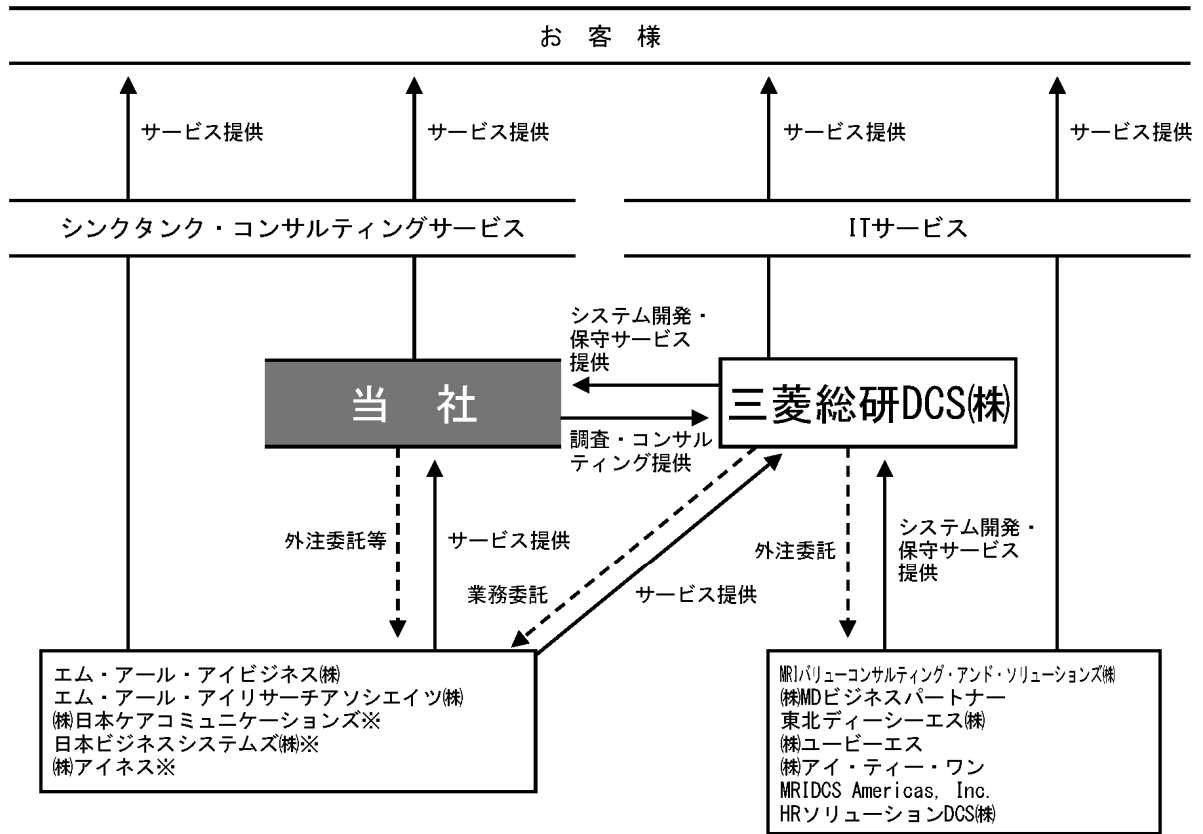 お 客 様
サービス提供
サービス提供
サービス提供
サービス提供
シンクタンク・コンサルティングサービス
ITサービス
システム開発・
保守サービス
提供
当 社
三菱総研DCS㈱
調査・コンサル
ティング提供
外注委託等
サービス提供
業務委託
サービス提供
外注委託
システム開発・
保守サービス
提供
エム・アール・アイビジネス㈱
エム・アール・アイリサーチアソシエイツ㈱
㈱日本ケアコミュニケーションズ※
日本ビジネスシステムズ㈱※
㈱アイネス※
MRIバリューコンサルティング・アンド・ソリューションズ㈱
㈱MDビジネスパートナー
東北ディーシーエス㈱
㈱ユービーエス
㈱アイ・ティー・ワン
MRIDCS Americas, Inc.
HRソリューションDCS㈱